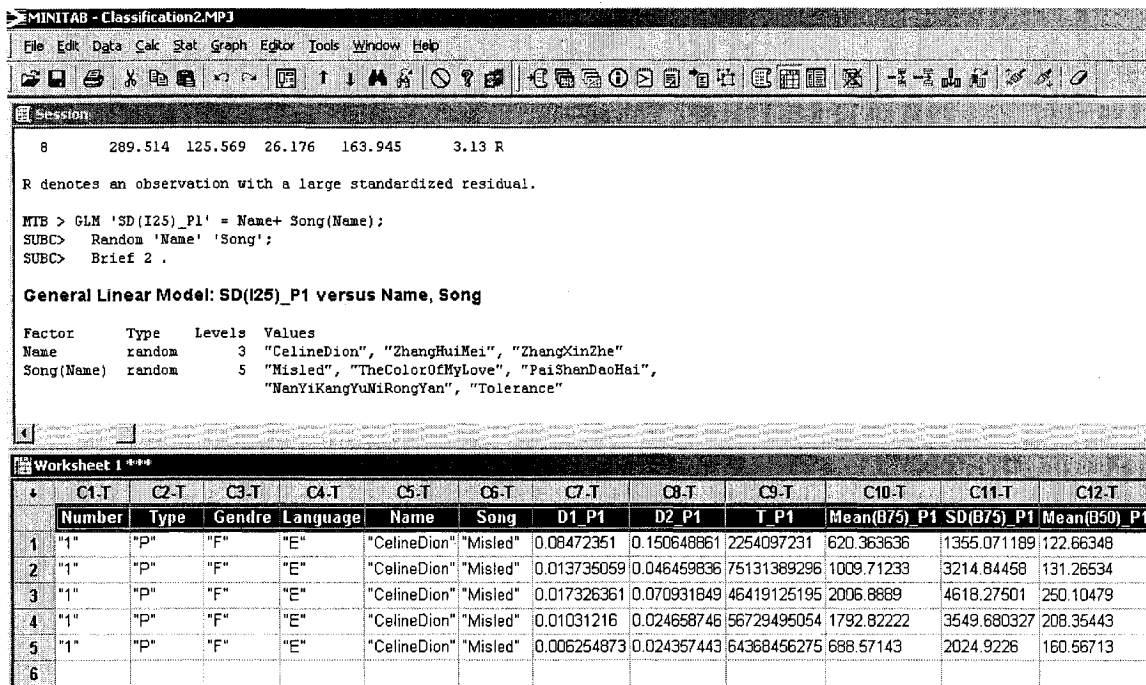 MINITAB - Classification2.MPJ
File Edit Data Calc Stat Graph Editor Tools Window Help
Session
8 289.514 125.569 26.176 163.945 3.13 R
R denotes an observation with a large standardized residual.
MTB > GLM 'SD(I25)_P1' = Name+ Song(Name);
SUBC> Random 'Name' 'Song';
SUBC> Brief 2 .
General Linear Model: SD(I25)_P1 versus Name, Song
Factor Type Levels Values
Name random 3 "CelineDion", "ZhangHuiMei", "ZhangXinZhe"
Song(Name) random 5 "Misled", "TheColorOfMyLove", "PaiShanDaoHai",
"NanYiKangYuNiRongYan", "Tolerance"
Worksheet 1 ***
C1-T C2-T C3-T C4-T C5-T C6-T C7-T C8-T C9-T C10-T C11-T C12-T
Number Type Gendre Language Name Song D1_P1 D2_P1 T_P1 Mean(B75)_P1 SD(B75)_P1 Mean(B50)_P1
1 "1" "P" "F" "E" "CelineDion" "Misled" 0.08472351 0.150648861 2254097231 620.363636 1355.071189 122.66348
2 "1" "P" "F" "E" "CelineDion" "Misled" 0.013735059 0.046459836 75131389296 1009.71233 3214.84458 131.26534
3 "1" "P" "F" "E" "CelineDion" "Misled" 0.017326361 0.070931849 46419125195 2006.8889 4618.27501 250.10479
4 "1" "P" "F" "E" "CelineDion" "Misled" 0.01031216 0.024658746 56729495054 1792.82222 3549.680327 208.35443
5 "1" "P" "F" "E" "CelineDion" "Misled" 0.006254873 0.024357443 64368456275 688.57143 2024.9226 160.56713
6